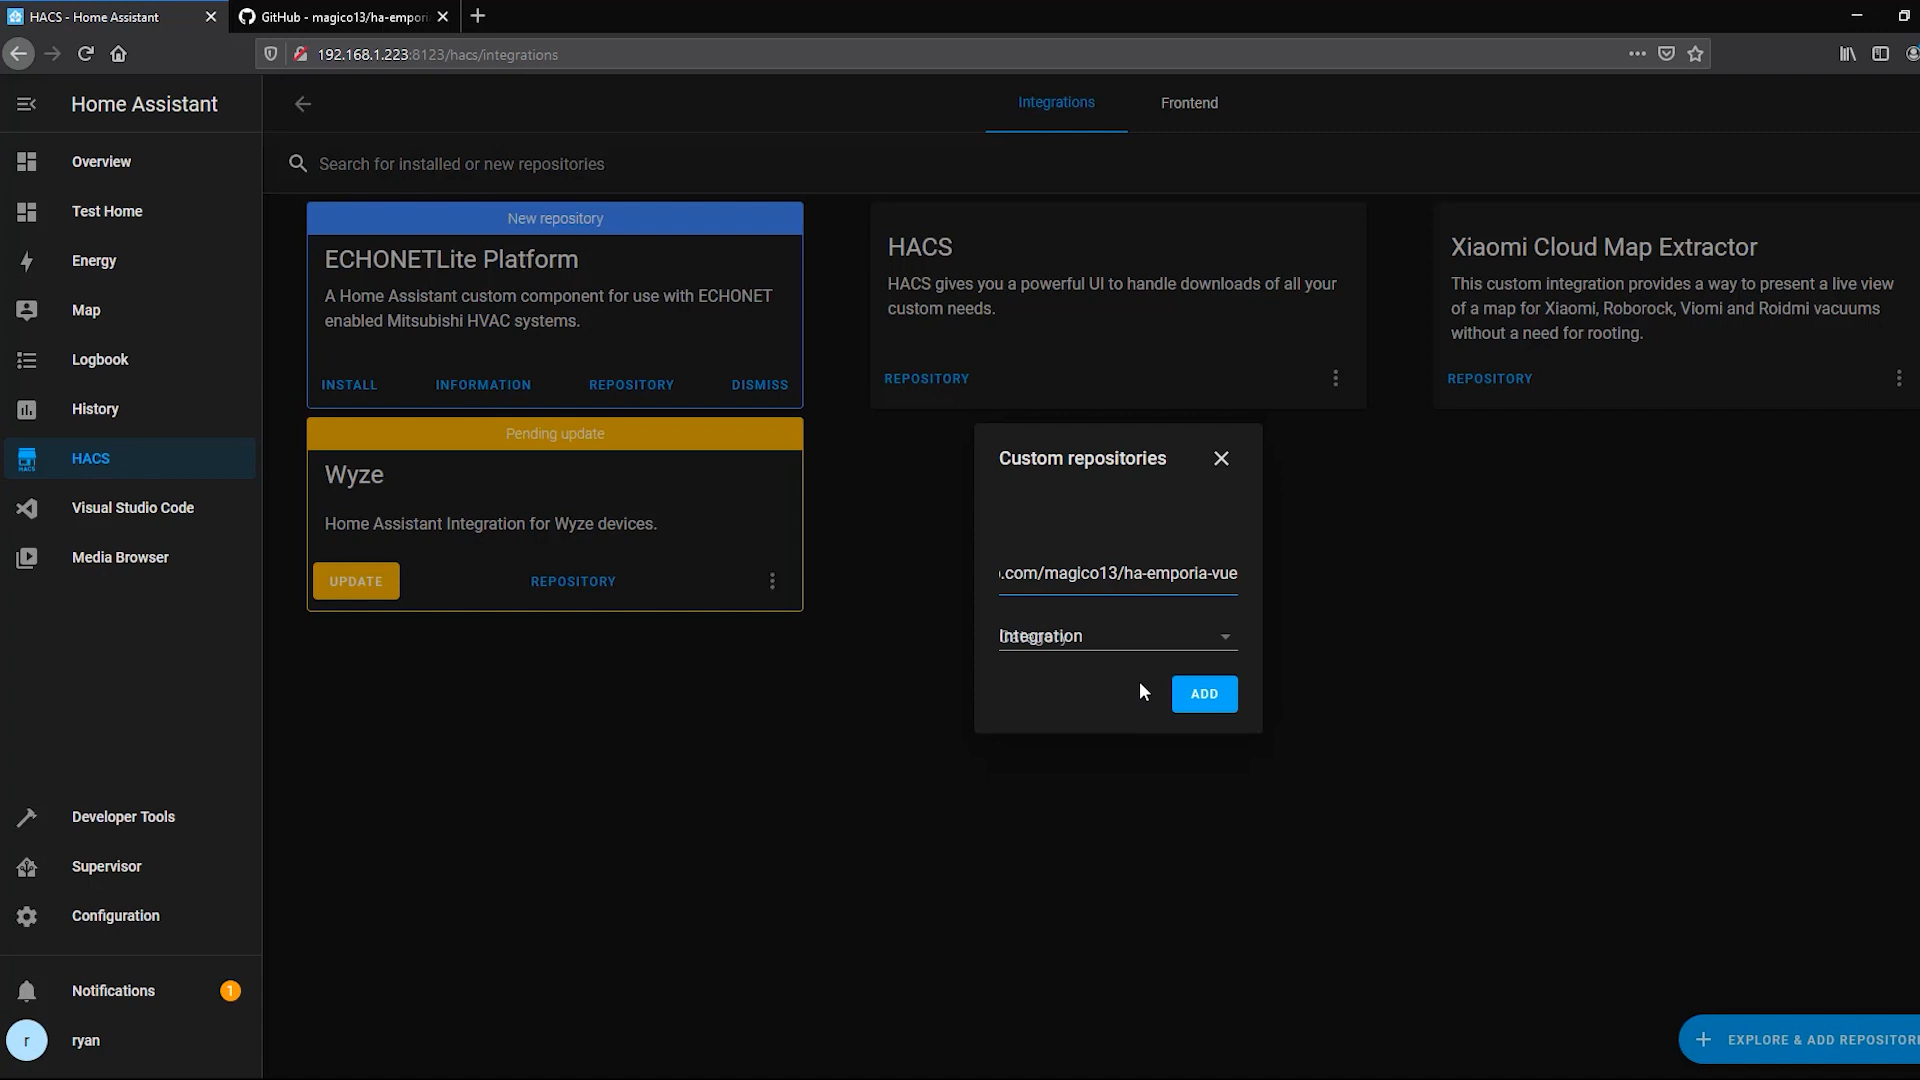 HACS - Home Assistant
GitHub - magico13/ha-empori
192.168.1.223:8123/hacs/integrations
Home Assistant
Integrations
Frontend
Search for installed or new repositories
Overview
Test Home
Energy
Map
Logbook
History
HACS
HACS
Visual Studio Code
Media Browser
Developer Tools
Supervisor
Configuration
Notifications
1
r
ryan
New repository
ECHONETLite Platform
A Home Assistant custom component for use with ECHONET
enabled Mitsubishi HVAC systems.
INSTALL
INFORMATION
REPOSITORY
DISMISS
HACS
HACS gives you a powerful UI to handle downloads of all your
custom needs.
REPOSITORY
Xiaomi Cloud Map Extractor
This custom integration provides a way to present a live view
of a map for Xiaomi, Roborock, Viomi and Roidmi vacuums
without a need for rooting.
REPOSITORY
Pending update
Wyze
Home Assistant Integration for Wyze devices.
UPDATE
REPOSITORY
Custom repositories
.com/magico13/ha-emporia-vue
Category
Integration
ADD
EXPLORE & ADD REPOSITORI